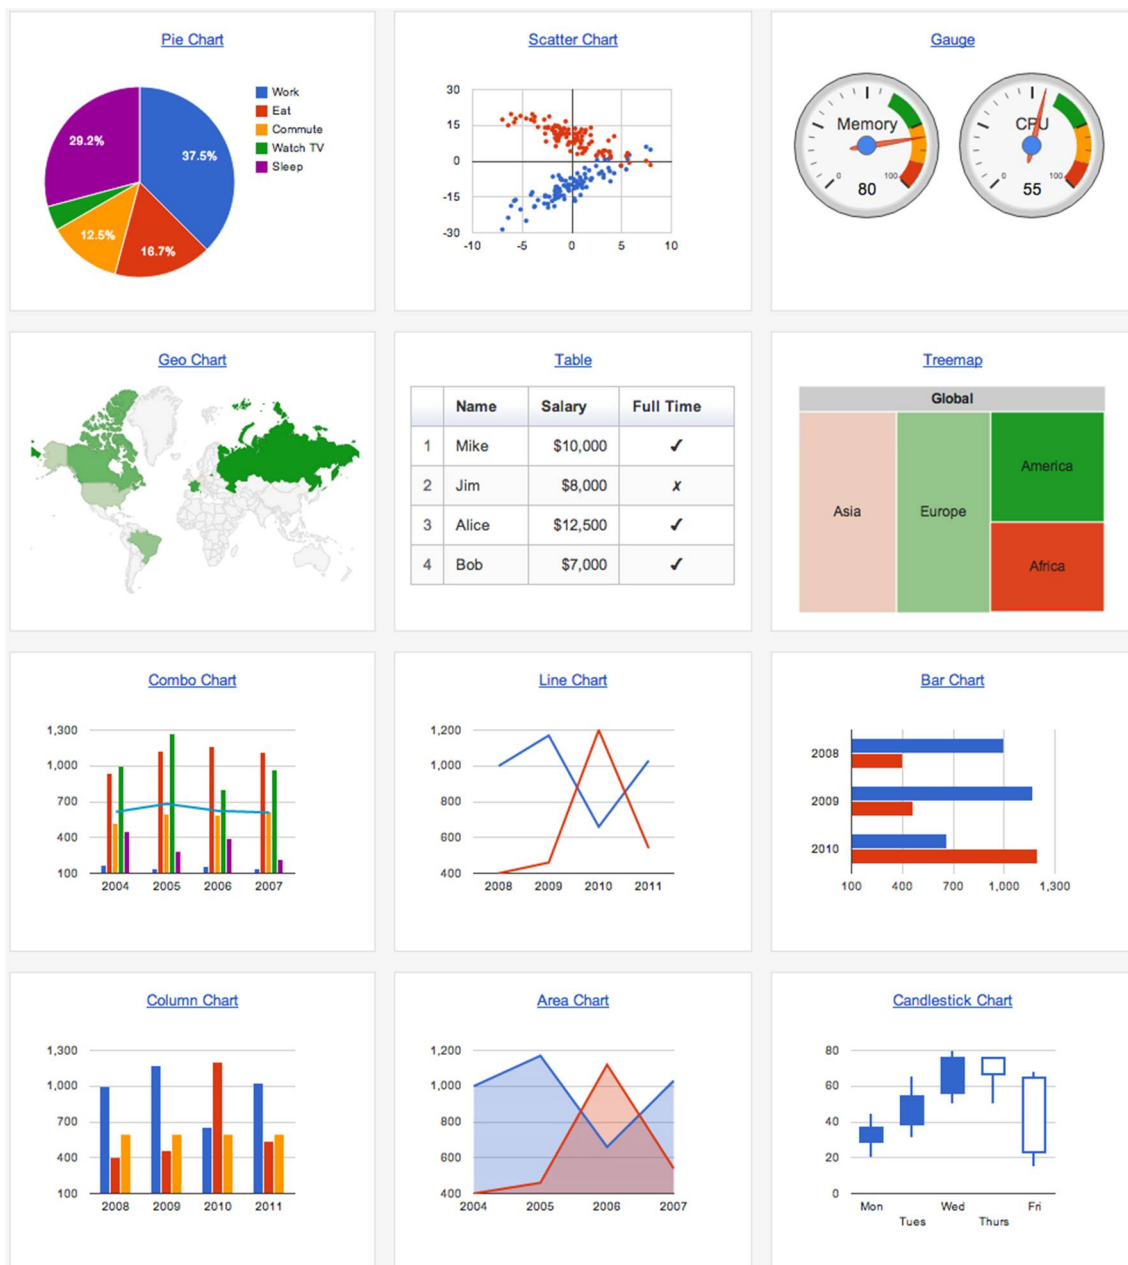 Pie Chart
29.2%
37.5%
12.5%
16.7%
Work
Eat
Commute
Watch TV
Sleep
Scatter Chart
30
15
0
-15
-30
-10 -5 0 5 10
Gauge
Memory
0 100
80
CPU
0 100
55
Geo Chart
Table
Name Salary Full Time
1 Mike $10,000 ✔
2 Jim $8,000 ✗
3 Alice $12,500 ✔
4 Bob $7,000 ✔
Treemap
Global
Asia
Europe
America
Africa
Combo Chart
1,300
1,000
700
400
100
2004 2005 2006 2007
Line Chart
1,200
1,000
800
600
400
2008 2009 2010 2011
Bar Chart
2008
2009
2010
100 400 700 1,000 1,300
Column Chart
1,300
1,000
700
400
100
2008 2009 2010 2011
Area Chart
1,200
1,000
800
600
400
2004 2005 2006 2007
Candlestick Chart
80
60
40
20
0
Mon Wed Fri
Tues Thurs